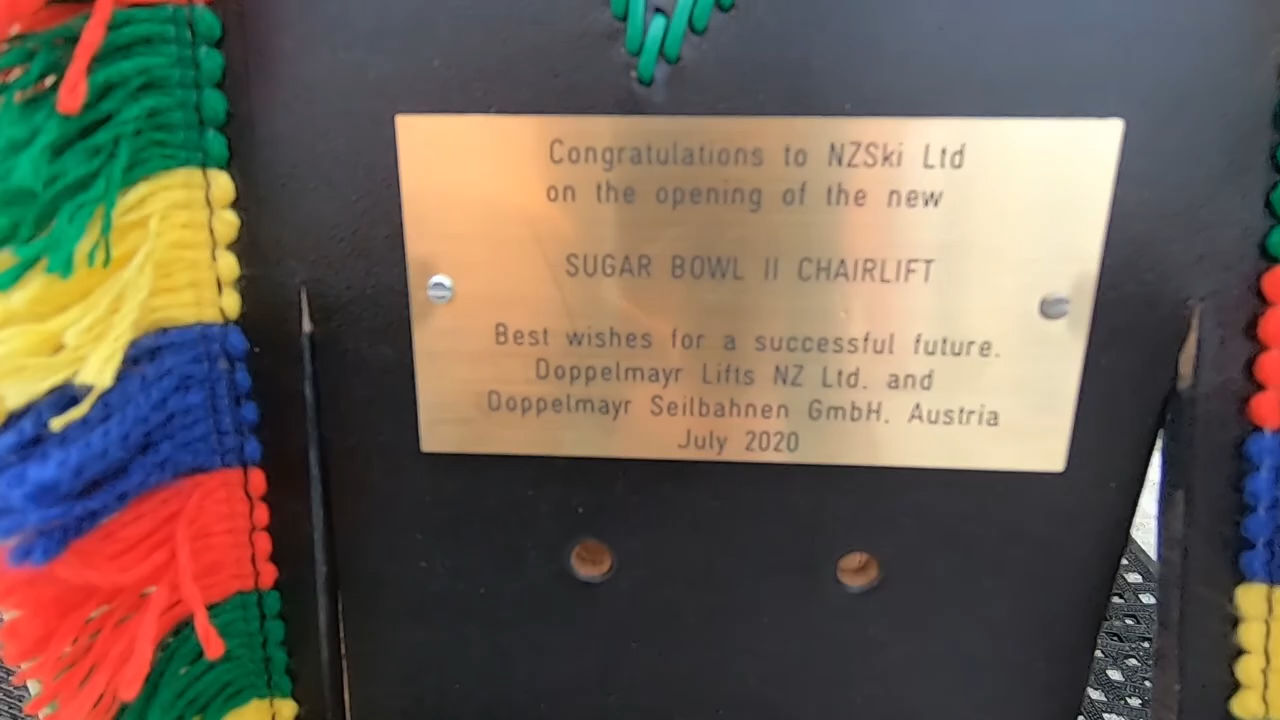 Congratulations to NZSki Ltd
on the opening of the new
SUGAR BOWL II CHAIRLIFT
Best wishes for a successful future.
Doppelmayr Lifts NZ Ltd. and
Doppelmayr Seilbahnen GmbH. Austria
July 2020